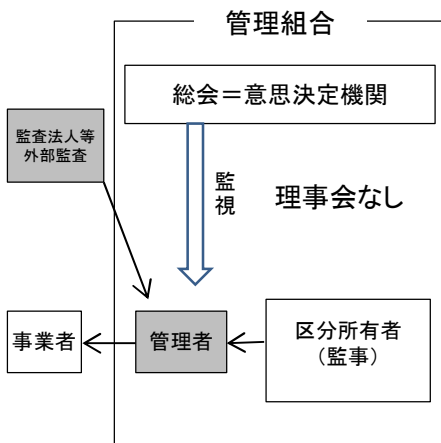 管理組合
総会＝意思決定機関
監査法人等
外部監査
監視
理事会なし
事業者
管理者
区分所有者
（監事）